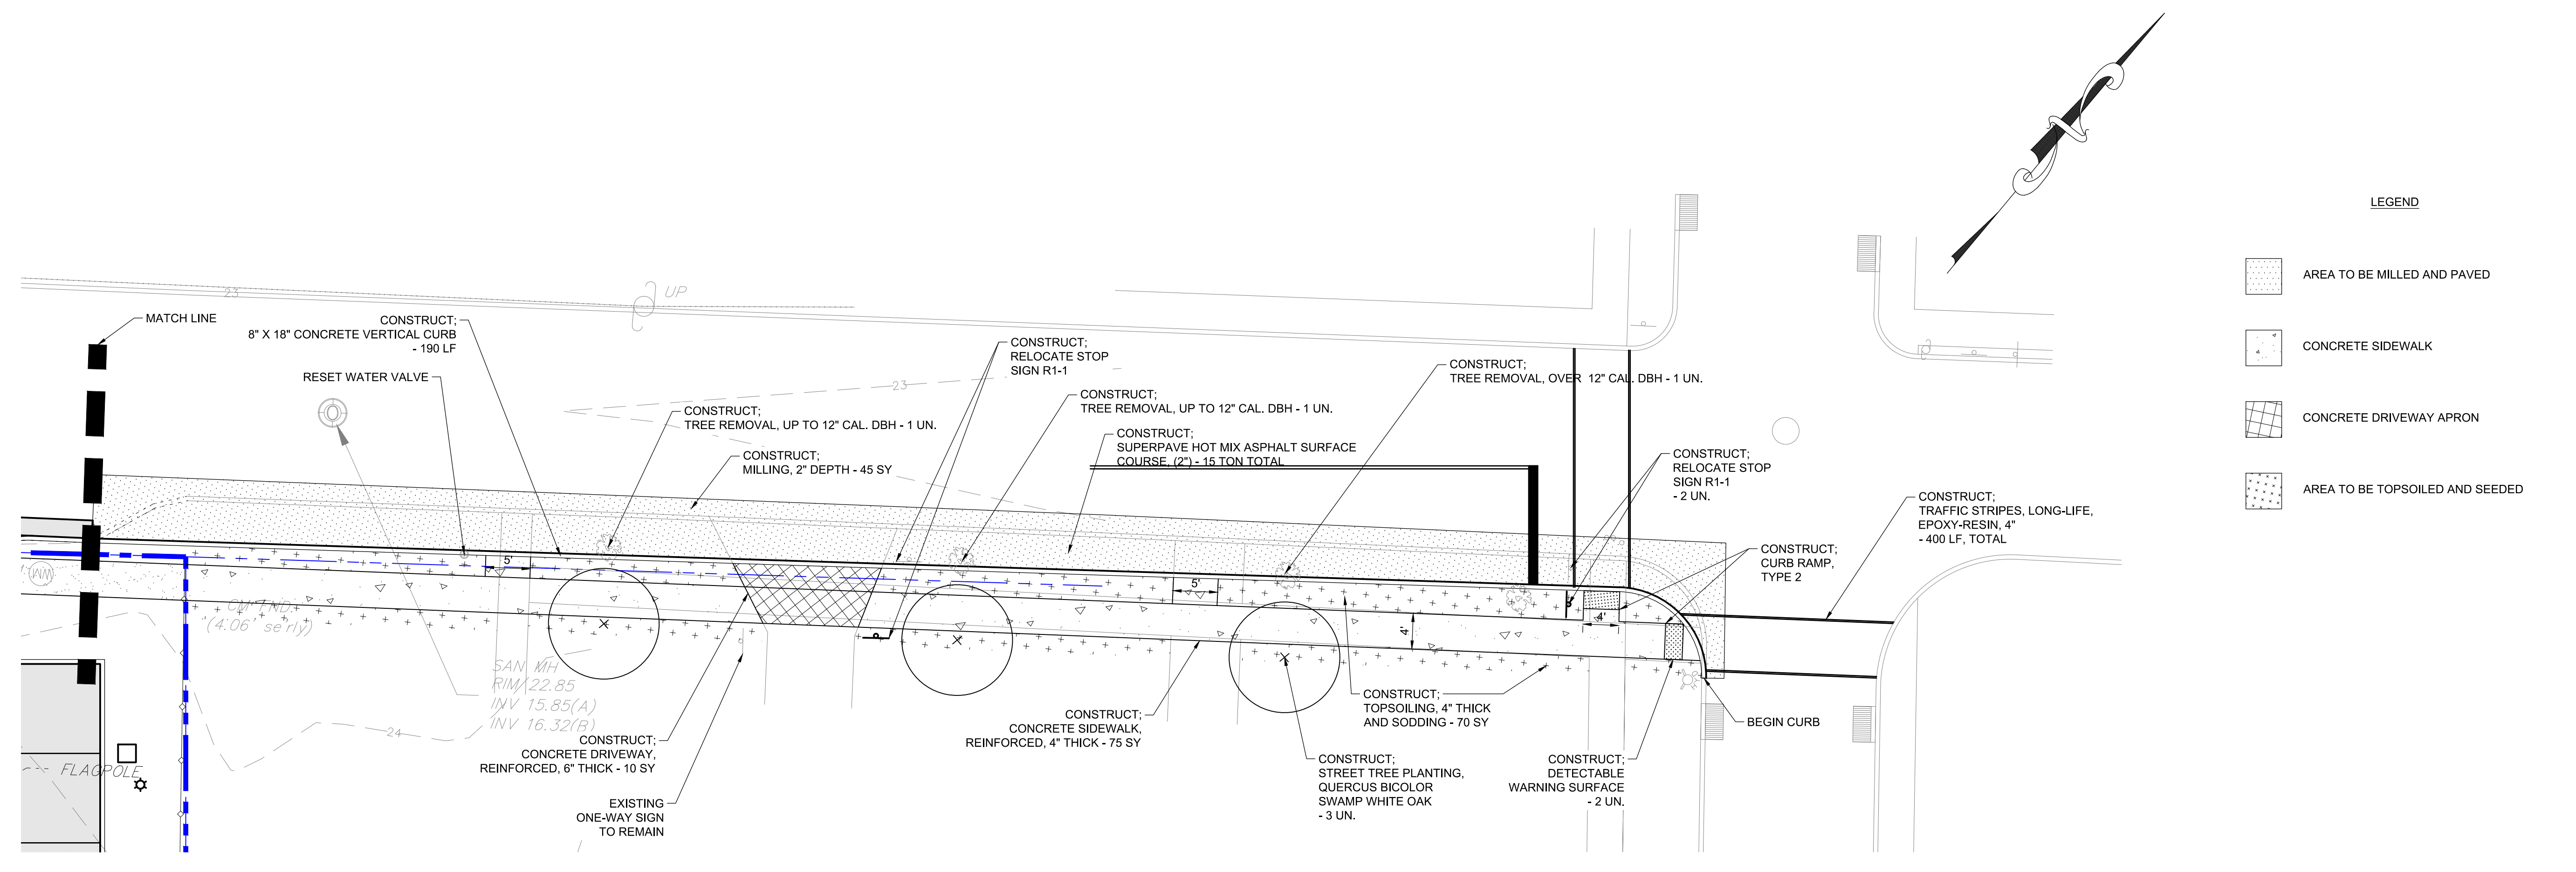 LEGEND
AREA TO BE MILLED AND PAVED
CONCRETE SIDEWALK
CONCRETE DRIVEWAY APRON
AREA TO BE TOPSOILED AND SEEDED
23
UP
MATCH LINE
CONSTRUCT;
8" X 18" CONCRETE VERTICAL CURB
- 190 LF
RESET WATER VALVE
CONSTRUCT;
RELOCATE STOP
SIGN R1-1
23
CONSTRUCT;
TREE REMOVAL, OVER 12" CAL. DBH - 1 UN.
CONSTRUCT;
TREE REMOVAL, UP TO 12" CAL. DBH - 1 UN.
CONSTRUCT;
TREE REMOVAL, UP TO 12" CAL. DBH - 1 UN.
CONSTRUCT;
SUPERPAVE HOT MIX ASPHALT SURFACE
COURSE, (2") - 15 TON TOTAL
CONSTRUCT;
MILLING, 2" DEPTH - 45 SY
CONSTRUCT;
RELOCATE STOP
SIGN R1-1
- 2 UN.
CONSTRUCT;
TRAFFIC STRIPES, LONG-LIFE,
EPOXY-RESIN, 4"
- 400 LF, TOTAL
CONSTRUCT;
CURB RAMP,
TYPE 2
5'
5'
4'
4'
MM
CM FND.
(4.06' se'rly)
SAN MH
RIM 22.85
INV 15.85(A)
INV 16.32(B)
24
FLAGPOLE
CONSTRUCT;
CONCRETE DRIVEWAY,
REINFORCED, 6" THICK - 10 SY
EXISTING
ONE-WAY SIGN
TO REMAIN
CONSTRUCT;
CONCRETE SIDEWALK,
REINFORCED, 4" THICK - 75 SY
CONSTRUCT;
TOPSOILING, 4" THICK
AND SODDING - 70 SY
CONSTRUCT;
STREET TREE PLANTING,
QUERCUS BICOLOR
SWAMP WHITE OAK
- 3 UN.
CONSTRUCT;
DETECTABLE
WARNING SURFACE
- 2 UN.
BEGIN CURB